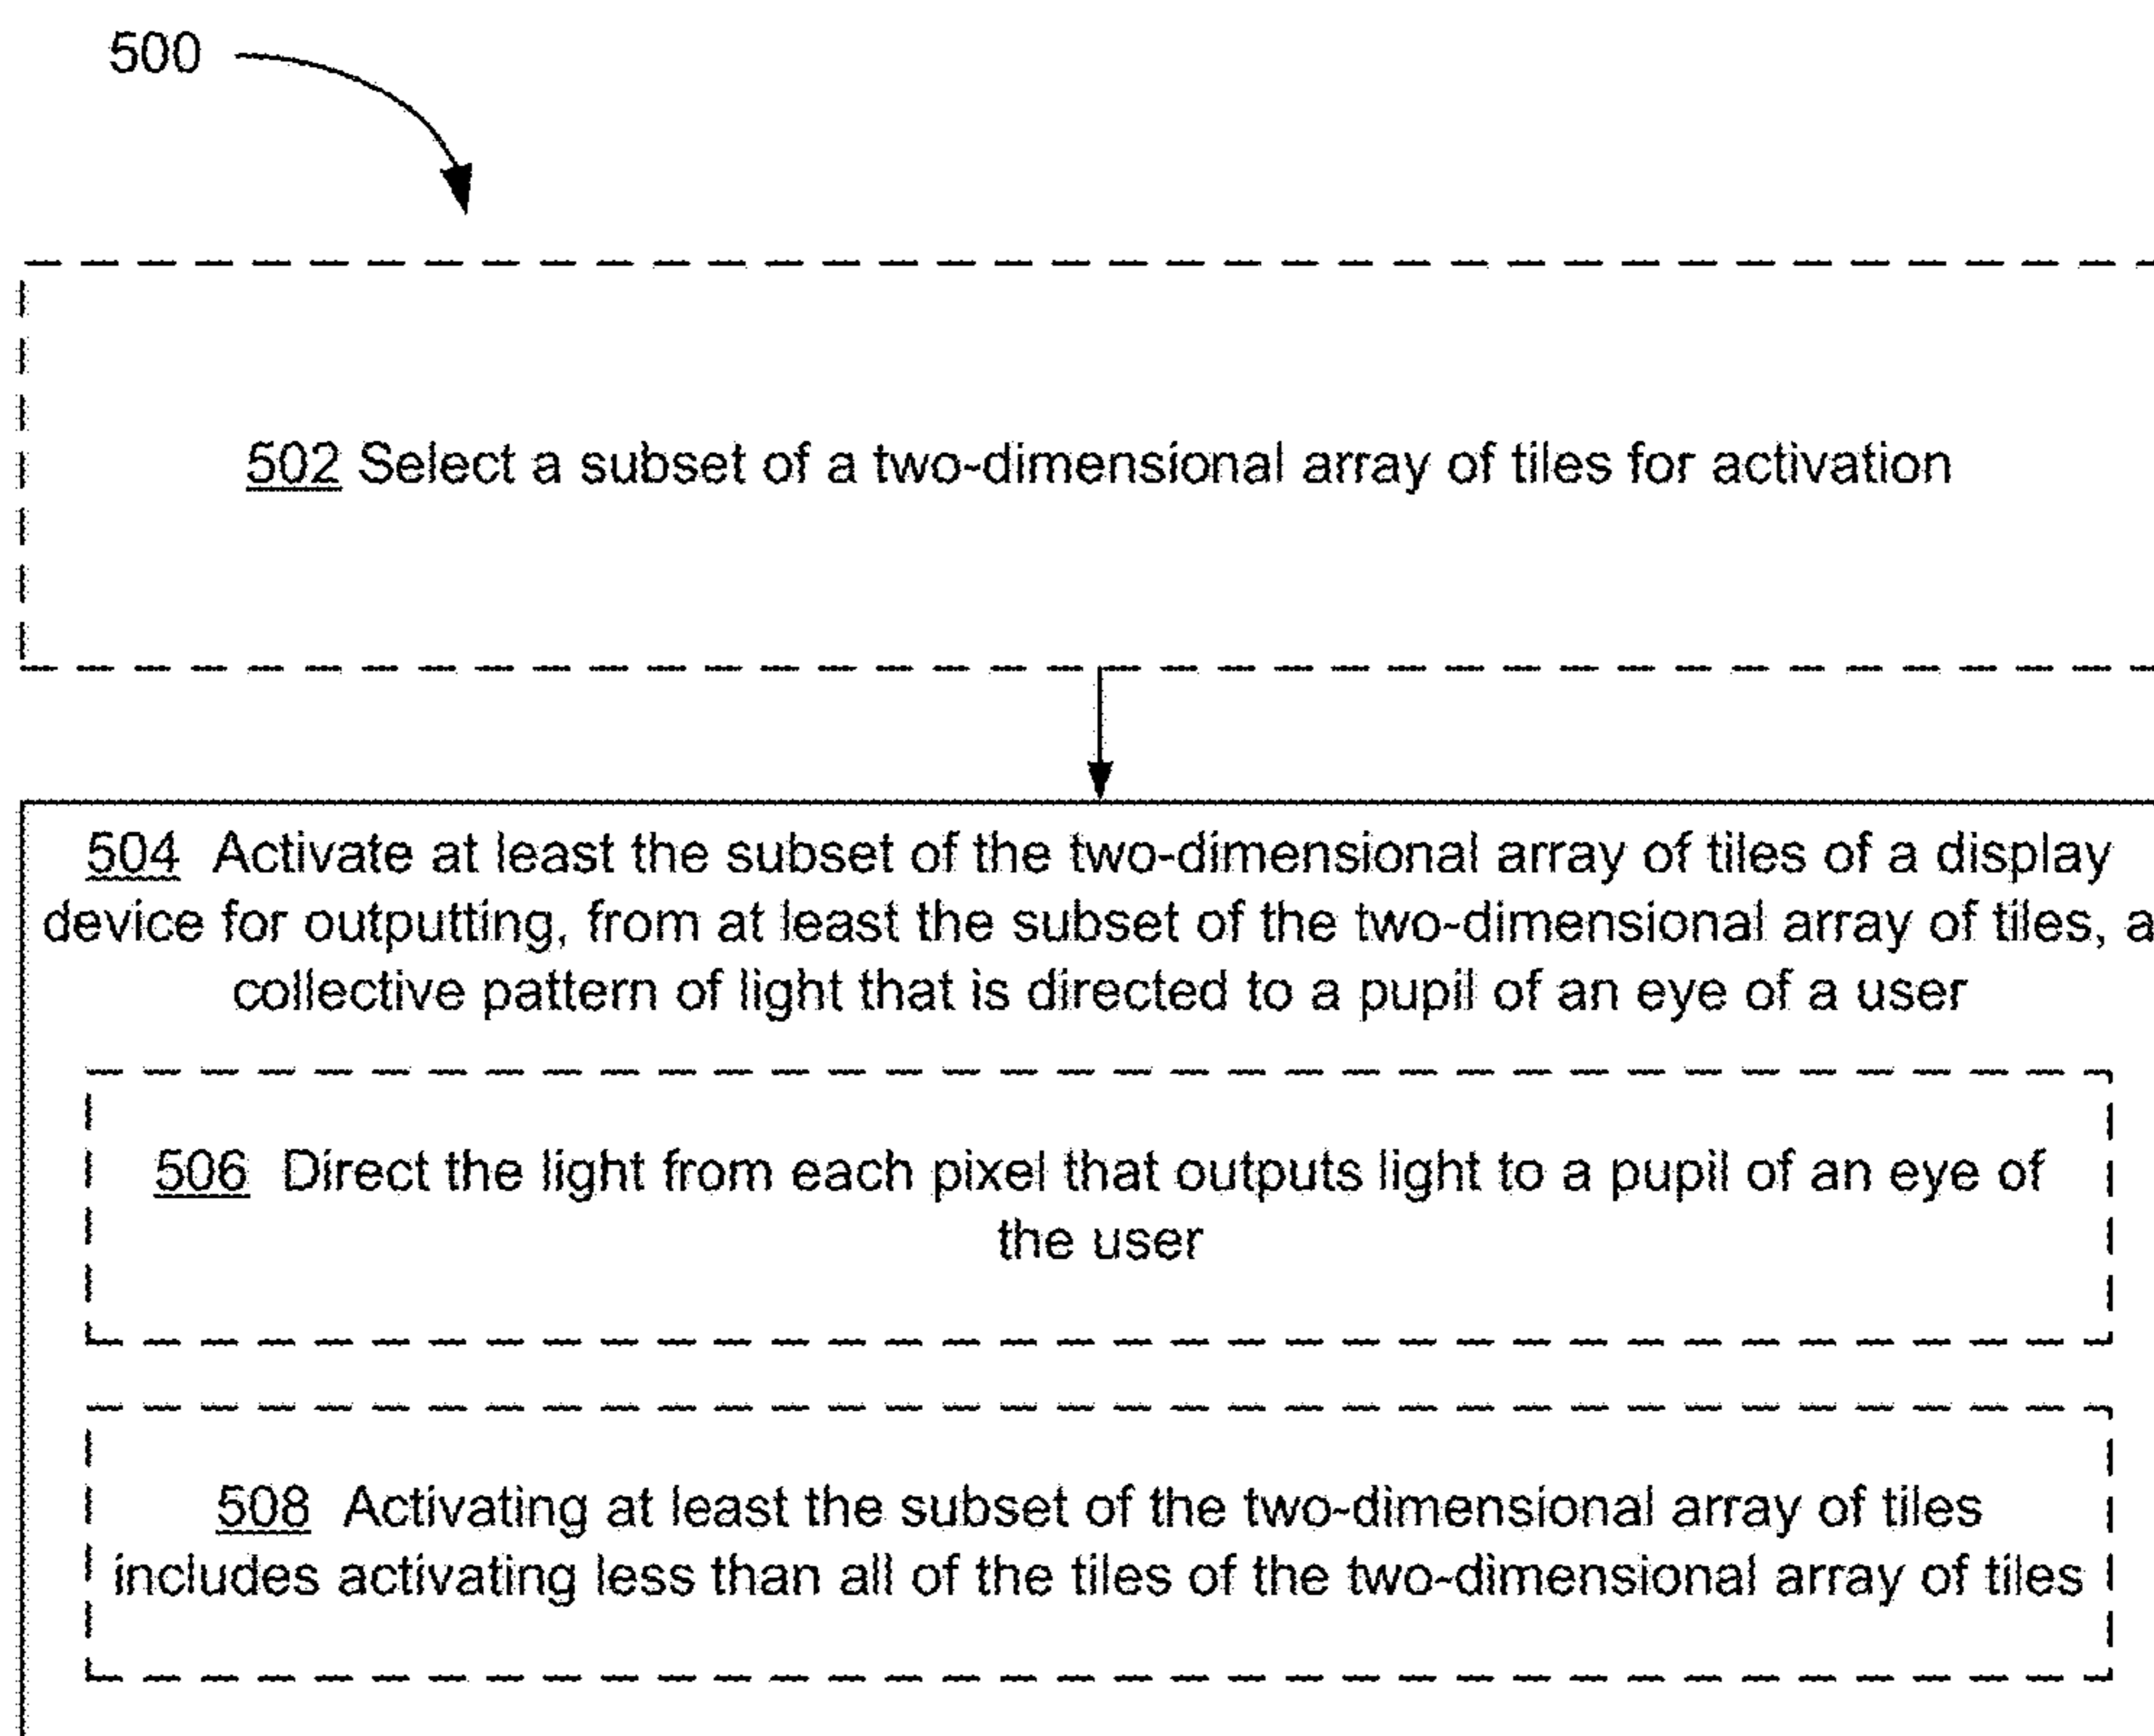 500
502 Select a subset of a two-dimensional array of tiles for activation
504 Activate at least the subset of the two-dimensional array of tiles of a display
device for outputting, from at least the subset of the two-dimensional array of tiles, a
collective pattern of light that is directed to a pupil of an eye of a user
506 Direct the light from each pixel that outputs light to a pupil of an eye of
the user
508 Activating at least the subset of the two-dimensional array of tiles
includes activating less than all of the tiles of the two-dimensional array of tiles